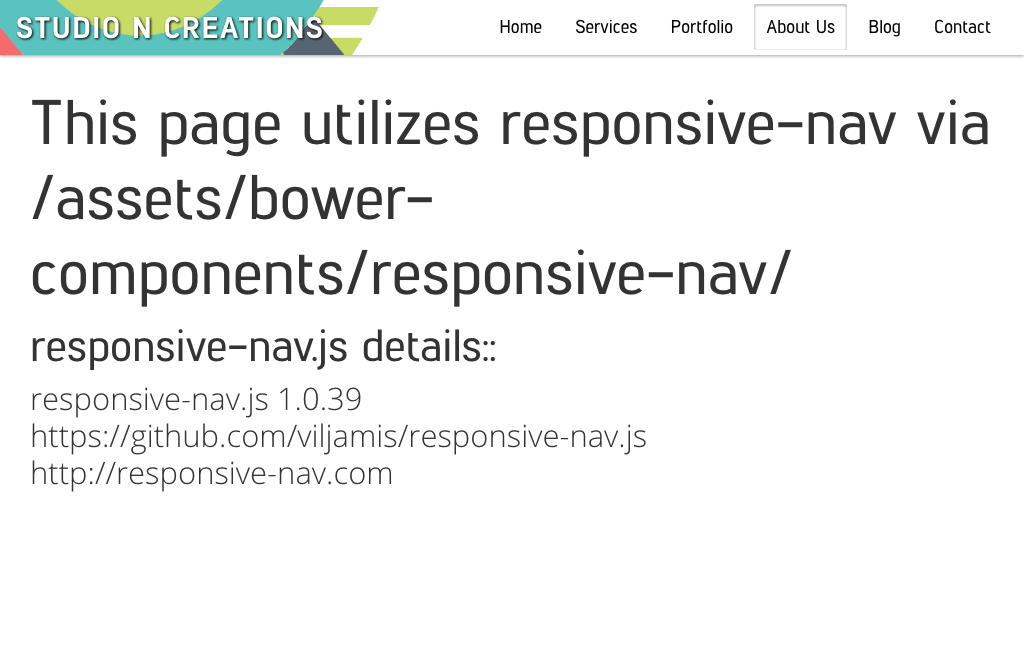 STUDIO N CREATIONS
Home Services Portfolio About Us Blog Contact
This page utilizes responsive-nav via
/assets/bower-
components/responsive-nav/
responsive-nav.js details::
responsive-nav.js 1.0.39
https://github.com/viljamis/responsive-nav.js
http://responsive-nav.com